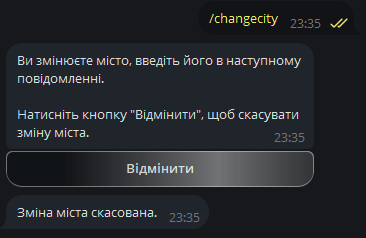 /changecity 23:35
Ви змінюєте місто, введіть його в наступному
повідомленні.
Натисніть кнопку "Відмінити", щоб скасувати
зміну міста.
23:35
Відмінити
Зміна міста скасована. 23:35